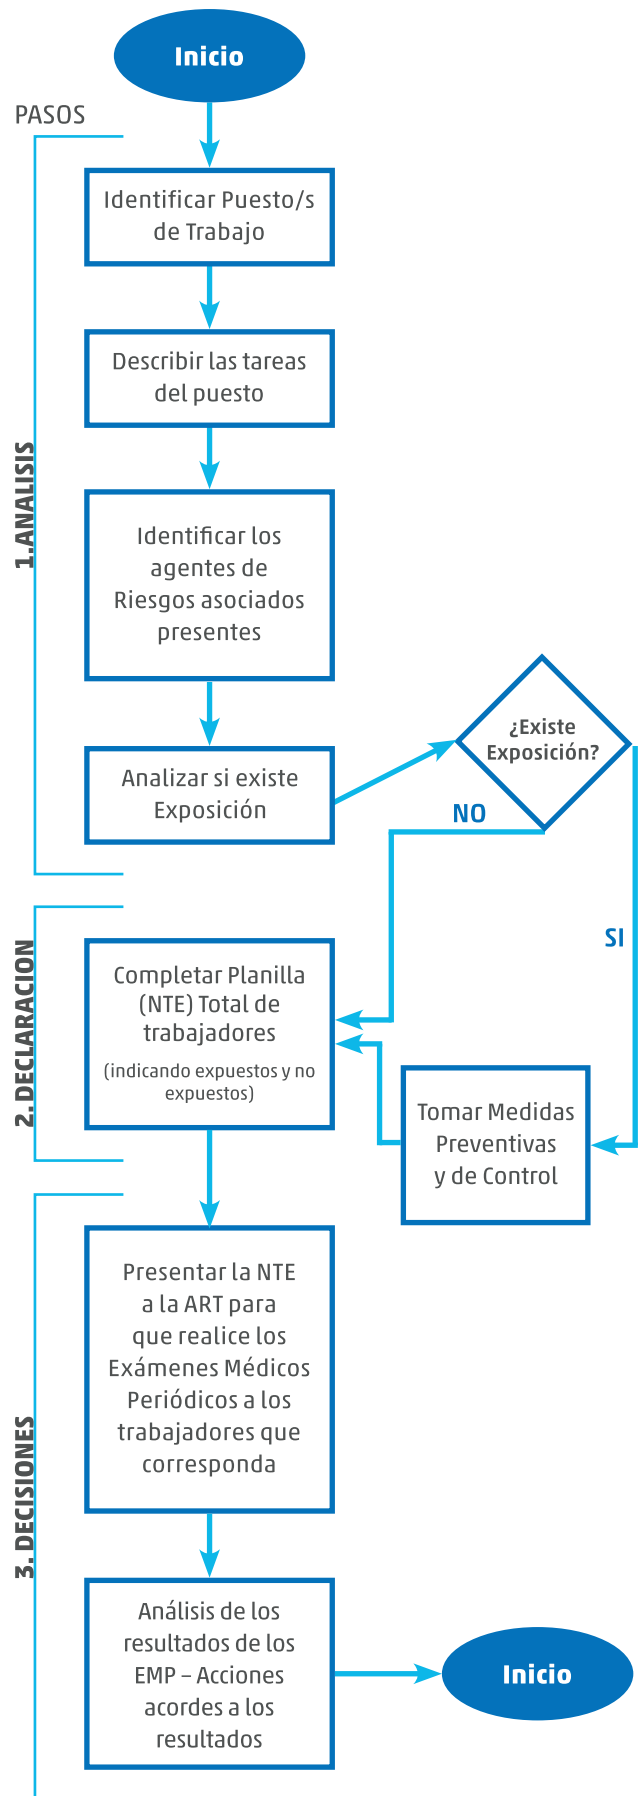 Inicio
PASOS
1.ANALISIS
Identificar Puesto/s
de Trabajo
Describir las tareas
del puesto
Identificar los
agentes de
Riesgos asociados
presentes
Analizar si existe
Exposición
¿Existe
Exposición?
NO
SI
2. DECLARACION
Completar Planilla
(NTE) Total de
trabajadores
(indicando expuestos y no
expuestos)
Tomar Medidas
Preventivas
y de Control
3. DECISIONES
Presentar la NTE
a la ART para
que realice los
Exámenes Médicos
Periódicos a los
trabajadores que
corresponda
Análisis de los
resultados de los
EMP – Acciones
acordes a los
resultados
Inicio